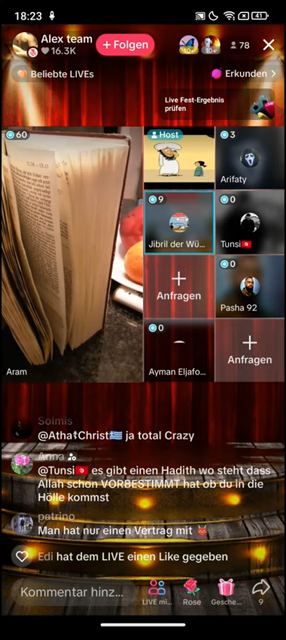 18:23
41
Alex team
16.3K
+ Folgen
78
Beliebte LIVEs
Erkunden >
Live Fest-Ergebnis
prüfen
60
Host
3
Arifaty
9
Jibril der Wü...
0
Tunsi🇹🇳
Anfragen
0
Pasha 92
0
Ayman Eljafo...
Anfragen
Aram
Solmis
@Atha†Christ🇬🇷 ja total Crazy
Anna
@Tunsi🇹🇳 es gibt einen Hadith wo steht dass
Allah schon VORBESTIMMT hat ob du in die
Hölle kommst
patrino
Man hat nur einen Vertrag mit 👹
Edi hat dem LIVE einen Like gegeben
Kommentar hinz...
LIVE mi...
Rose
Gesche...
9